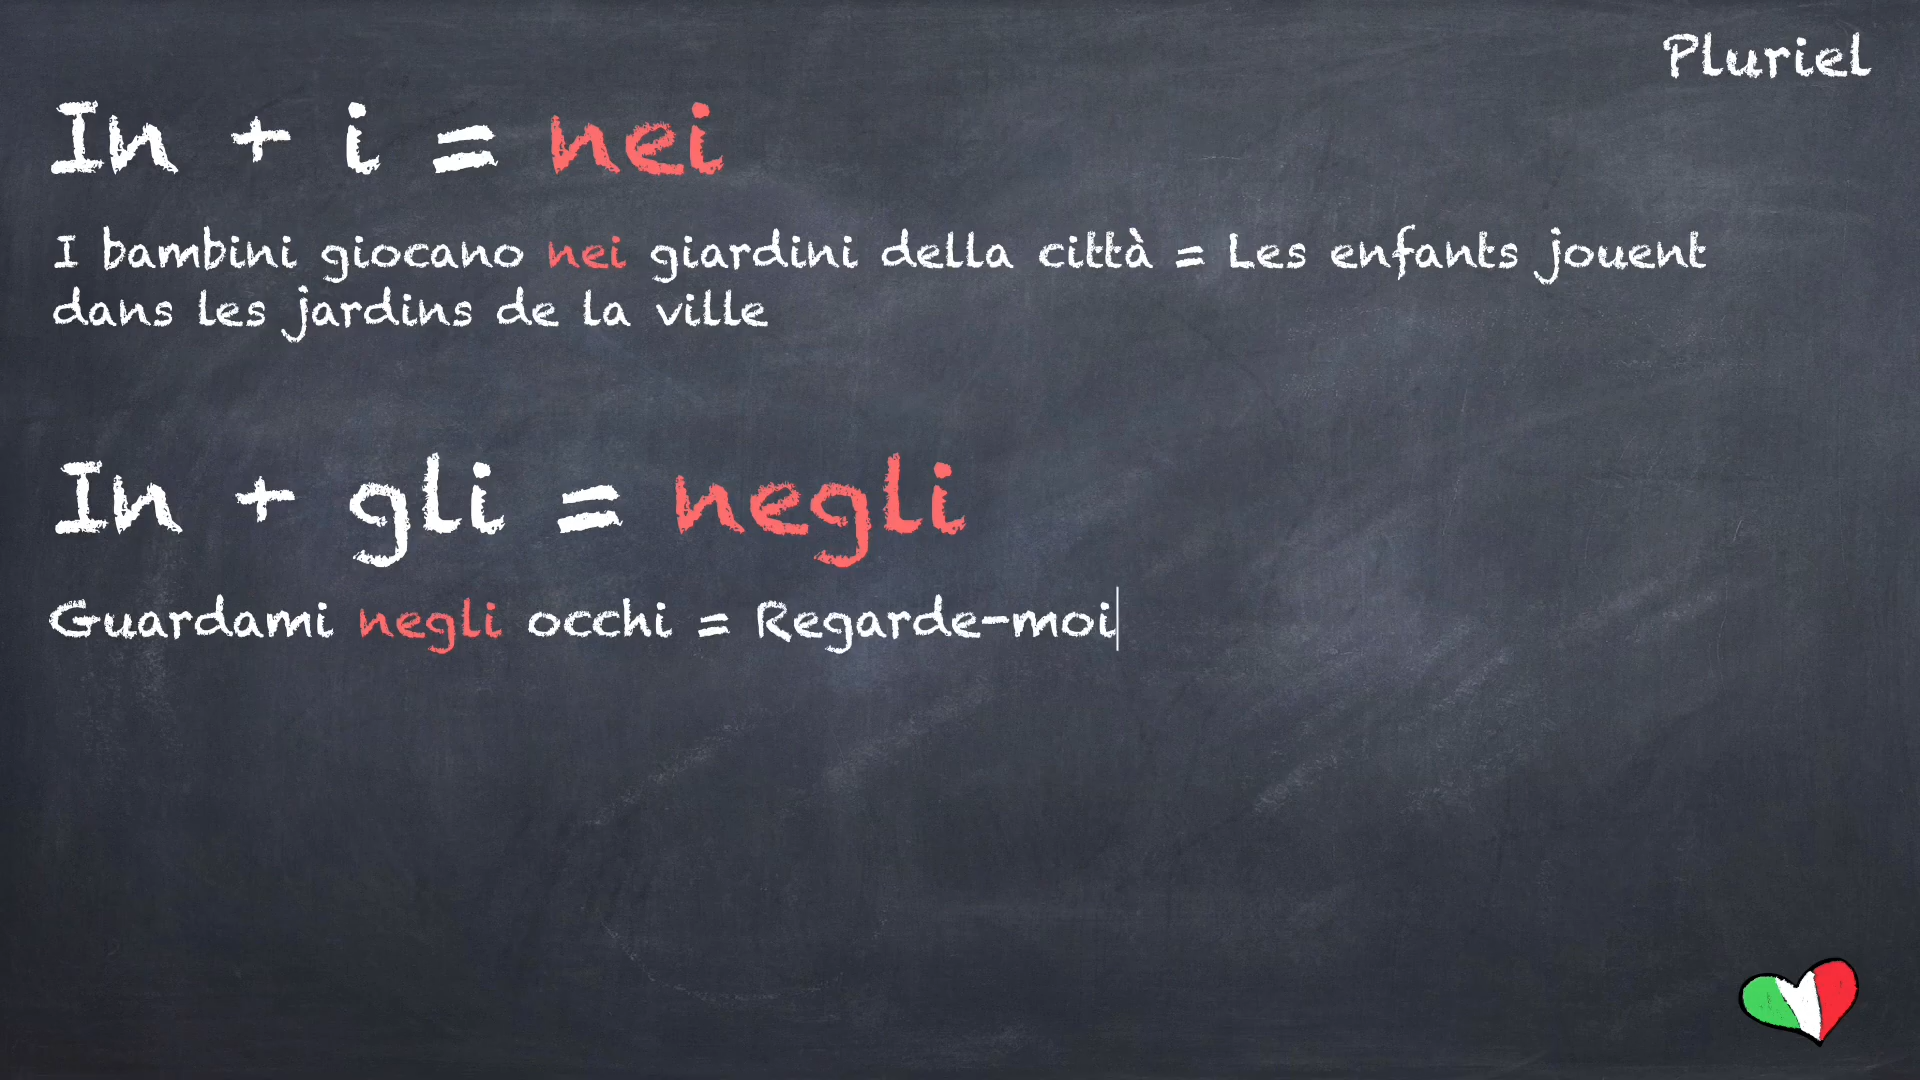 Pluriel
In + i = nei
I bambini giocano nei giardini della città = Les enfants jouent
dans les jardins de la ville
In + gli = negli
Guardami negli occhi = Regarde-moi